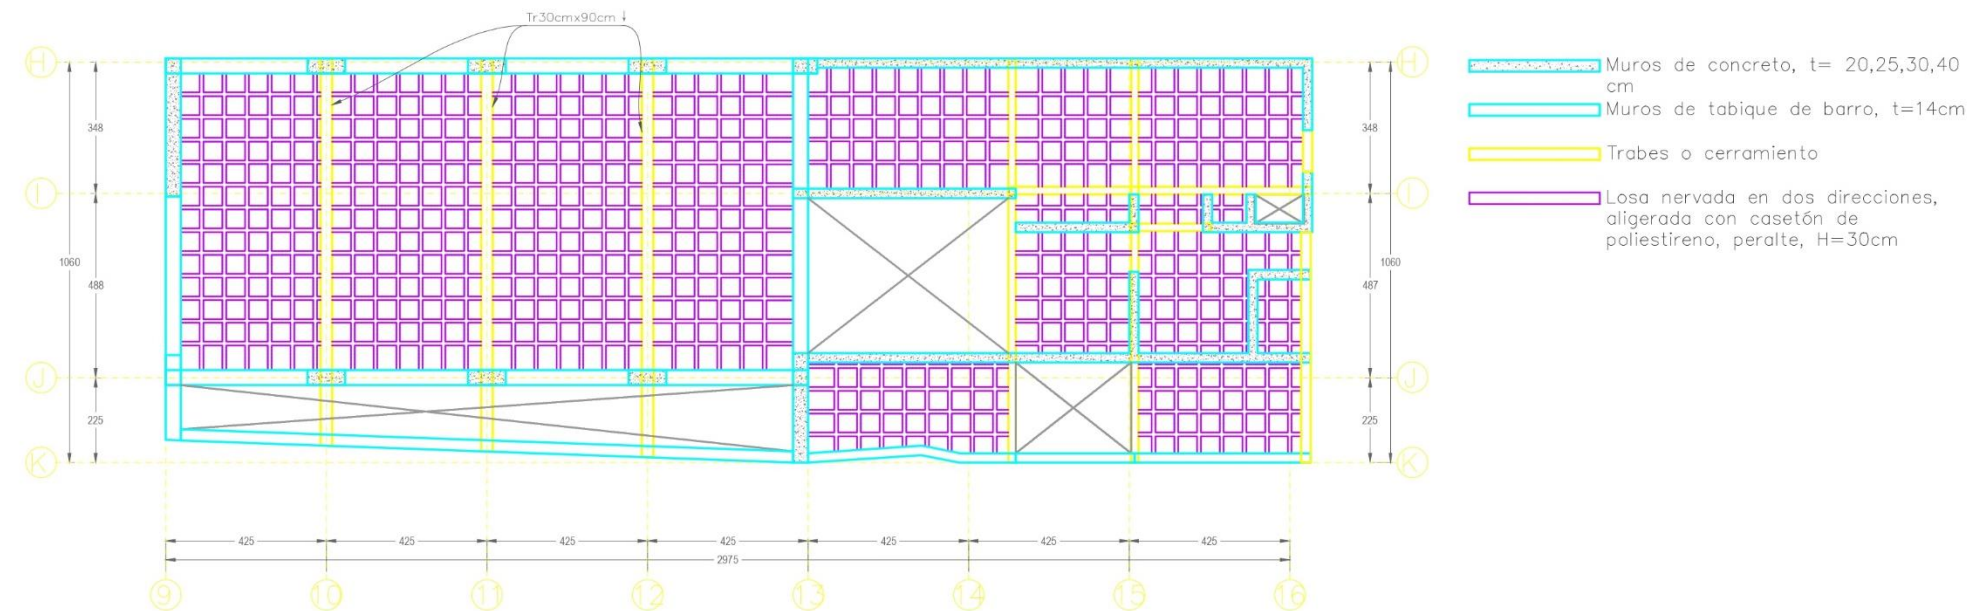 Tr30cmx90cm ↓
H
H
Muros de concreto, t= 20,25,30,40
cm
Muros de tabique de barro, t=14cm
348
348
Trabes o cerramiento
I
I
Losa nervada en dos direcciones,
aligerada con casetón de
poliestireno, peralte, H=30cm
1060
488
487
1060
J
J
225
225
K
K
425
425
425
425
425
425
425
2975
9
10
11
12
13
14
15
16